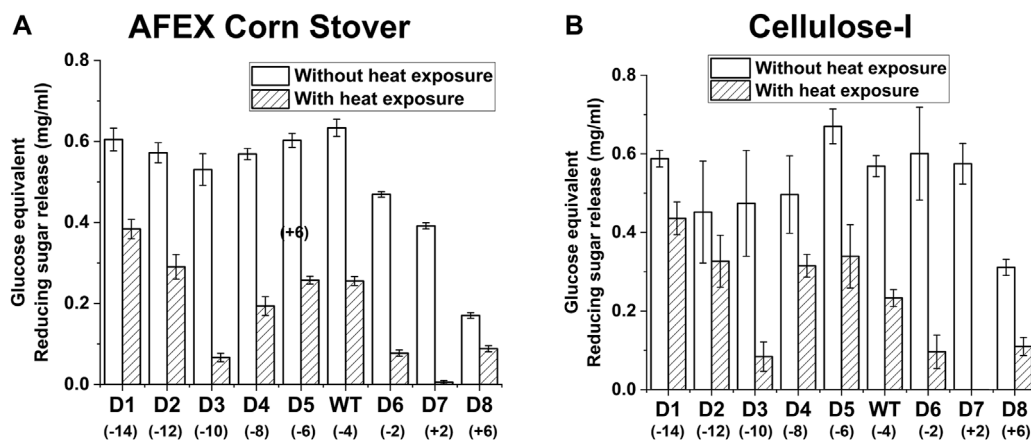 A AFEX Corn Stover
Glucose equivalent
Reducing sugar release (mg/ml)
0.8
0.6
0.4
0.2
0.0
Without heat exposure
With heat exposure
(+6)
D1 D2 D3 D4 D5 WT D6 D7 D8
(-14) (-12) (-10) (-8) (-6) (-4) (-2) (+2) (+6)
B Cellulose-I
Glucose equivalent
Reducing sugar release (mg/ml)
0.8
0.6
0.4
0.2
0.0
Without heat exposure
With heat exposure
D1 D2 D3 D4 D5 WT D6 D7 D8
(-14) (-12) (-10) (-8) (-6) (-4) (-2) (+2) (+6)